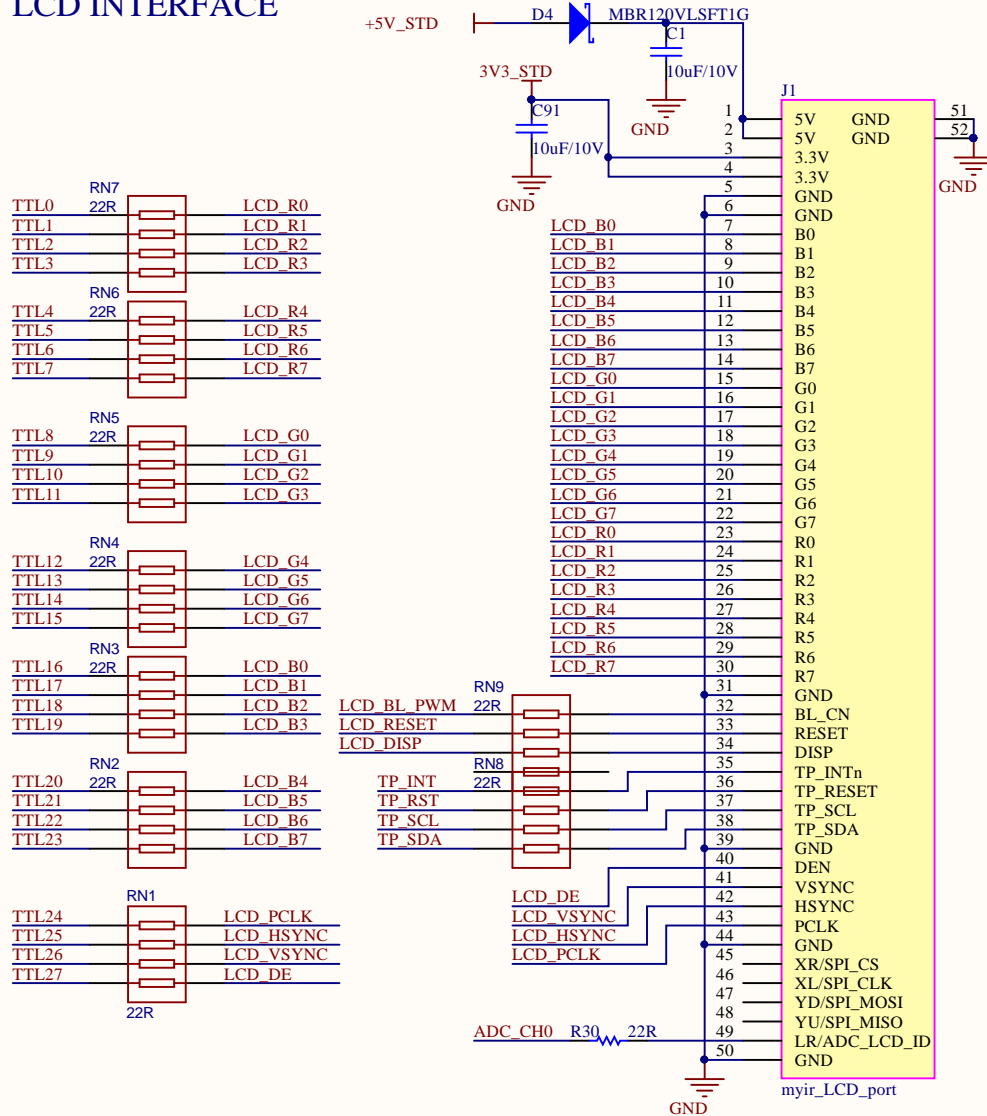 LCD INTERFACE
+5V_STD
D4
MBR120VLSFT1G
C1
10uF/10V
GND
3V3_STD
C91
10uF/10V
GND
RN7
22R
TTL0 LCD_R0
TTL1 LCD_R1
TTL2 LCD_R2
TTL3 LCD_R3
RN6
22R
TTL4 LCD_R4
TTL5 LCD_R5
TTL6 LCD_R6
TTL7 LCD_R7
RN5
22R
TTL8 LCD_G0
TTL9 LCD_G1
TTL10 LCD_G2
TTL11 LCD_G3
RN4
22R
TTL12 LCD_G4
TTL13 LCD_G5
TTL14 LCD_G6
TTL15 LCD_G7
RN3
22R
TTL16 LCD_B0
TTL17 LCD_B1
TTL18 LCD_B2
TTL19 LCD_B3
RN2
22R
TTL20 LCD_B4
TTL21 LCD_B5
TTL22 LCD_B6
TTL23 LCD_B7
RN1
TTL24 LCD_PCLK
TTL25 LCD_HSYNC
TTL26 LCD_VSYNC
TTL27 LCD_DE
22R
RN9
22R
LCD_BL_PWM
LCD_RESET
LCD_DISP
RN8
22R
TP_INT
TP_RST
TP_SCL
TP_SDA
LCD_DE
LCD_VSYNC
LCD_HSYNC
LCD_PCLK
ADC_CH0 R30 22R
J1
1 5V GND 51
2 5V GND 52
GND
3 3.3V
4 3.3V
5 GND
6 GND
LCD_B0 7 B0
LCD_B1 8 B1
LCD_B2 9 B2
LCD_B3 10 B3
LCD_B4 11 B4
LCD_B5 12 B5
LCD_B6 13 B6
LCD_B7 14 B7
LCD_G0 15 G0
LCD_G1 16 G1
LCD_G2 17 G2
LCD_G3 18 G3
LCD_G4 19 G4
LCD_G5 20 G5
LCD_G6 21 G6
LCD_G7 22 G7
LCD_R0 23 R0
LCD_R1 24 R1
LCD_R2 25 R2
LCD_R3 26 R3
LCD_R4 27 R4
LCD_R5 28 R5
LCD_R6 29 R6
LCD_R7 30 R7
31 GND
32 BL_CN
33 RESET
34 DISP
35 TP_INTn
36 TP_RESET
37 TP_SCL
38 TP_SDA
39 GND
40 DEN
41 VSYNC
42 HSYNC
43 PCLK
44 GND
45 XR/SPI_CS
46 XL/SPI_CLK
47 YD/SPI_MOSI
48 YU/SPI_MISO
49 LR/ADC_LCD_ID
50 GND
GND
myir_LCD_port